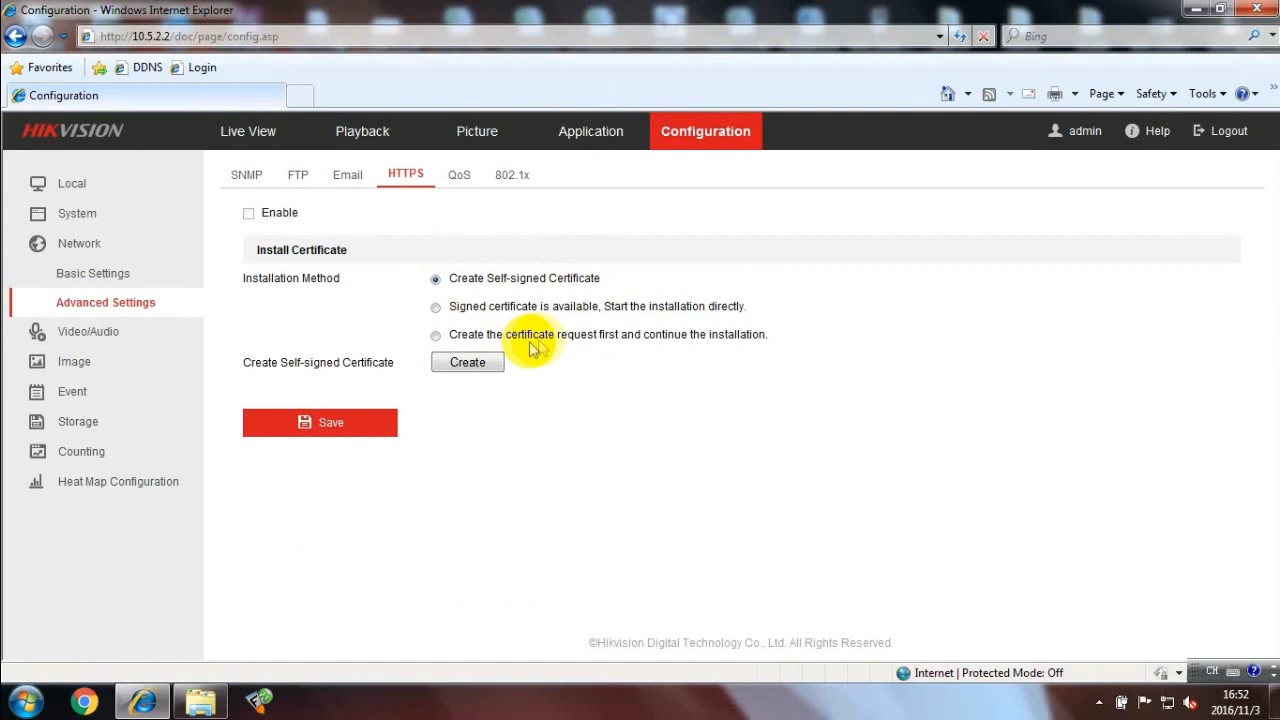 Configuration - Windows Internet Explorer
http://10.5.2.2/doc/page/config.asp
Bing
Favorites DDNS Login
Configuration
Page Safety Tools
HIKVISION Live View Playback Picture Application Configuration admin Help Logout
SNMP FTP Email HTTPS QoS 802.1x
Local
System
Network
Basic Settings
Advanced Settings
Video/Audio
Image
Event
Storage
Counting
Heat Map Configuration
Enable
Install Certificate
Installation Method Create Self-signed Certificate
Signed certificate is available, Start the installation directly.
Create the certificate request first and continue the installation.
Create Self-signed Certificate Create
Save
©Hikvision Digital Technology Co., Ltd. All Rights Reserved.
Internet | Protected Mode: Off
CH
16:52
2016/11/3